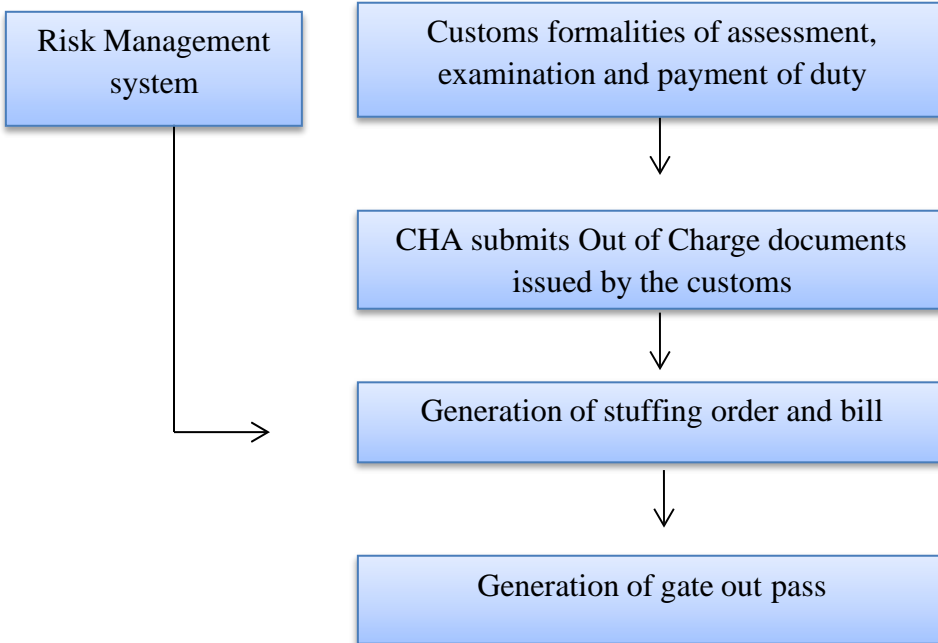 Risk Management
system
Customs formalities of assessment,
examination and payment of duty
CHA submits Out of Charge documents
issued by the customs
Generation of stuffing order and bill
Generation of gate out pass